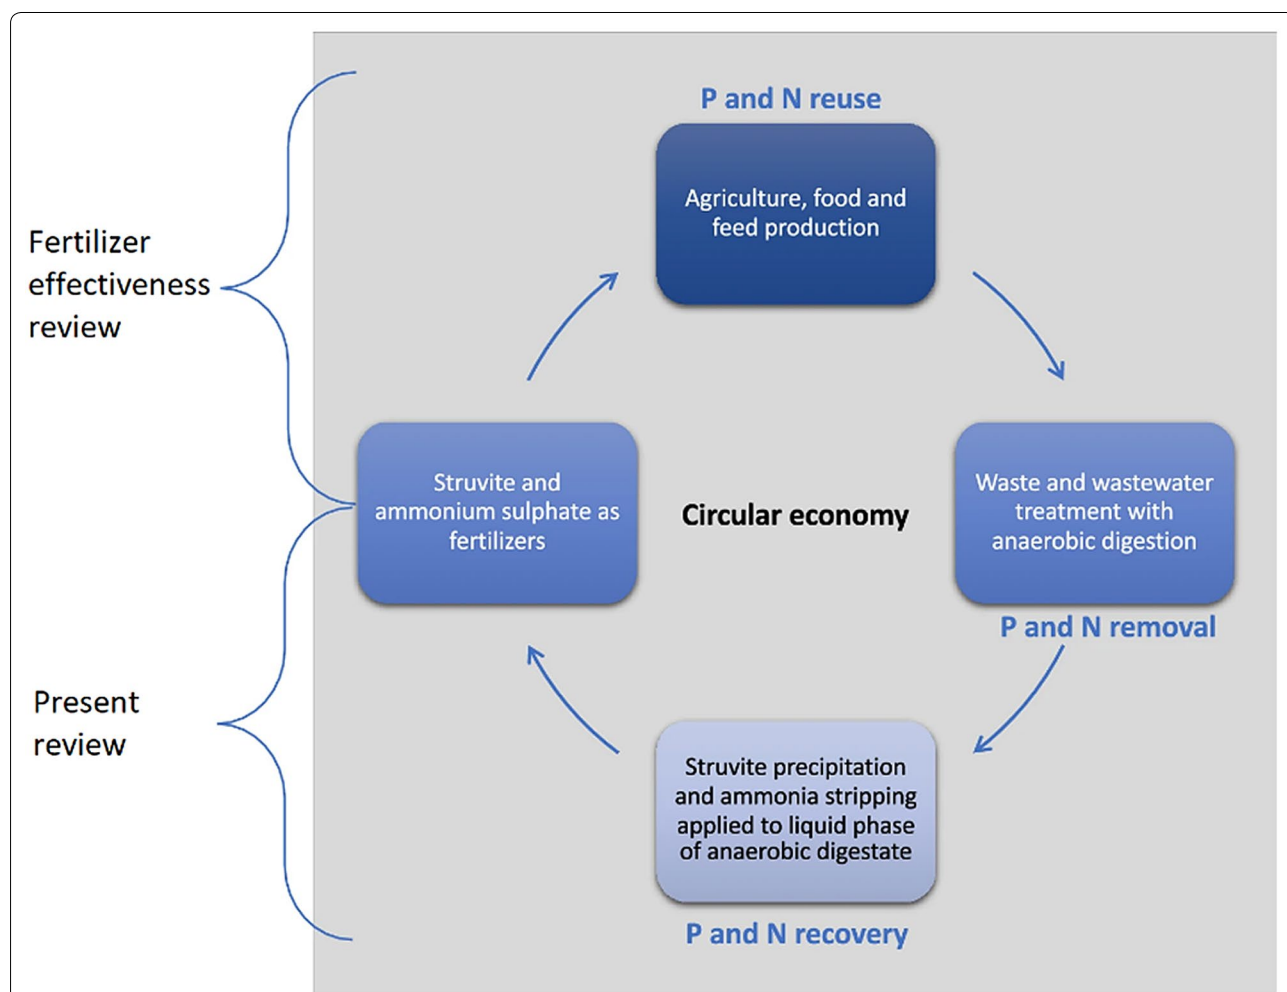 P and N reuse
Agriculture, food and
feed production
Fertilizer
effectiveness
review
Struvite and
ammonium sulphate as
fertilizers
Circular economy
Waste and wastewater
treatment with
anaerobic digestion
P and N removal
Present
review
Struvite precipitation
and ammonia stripping
applied to liquid phase
of anaerobic digestate
P and N recovery